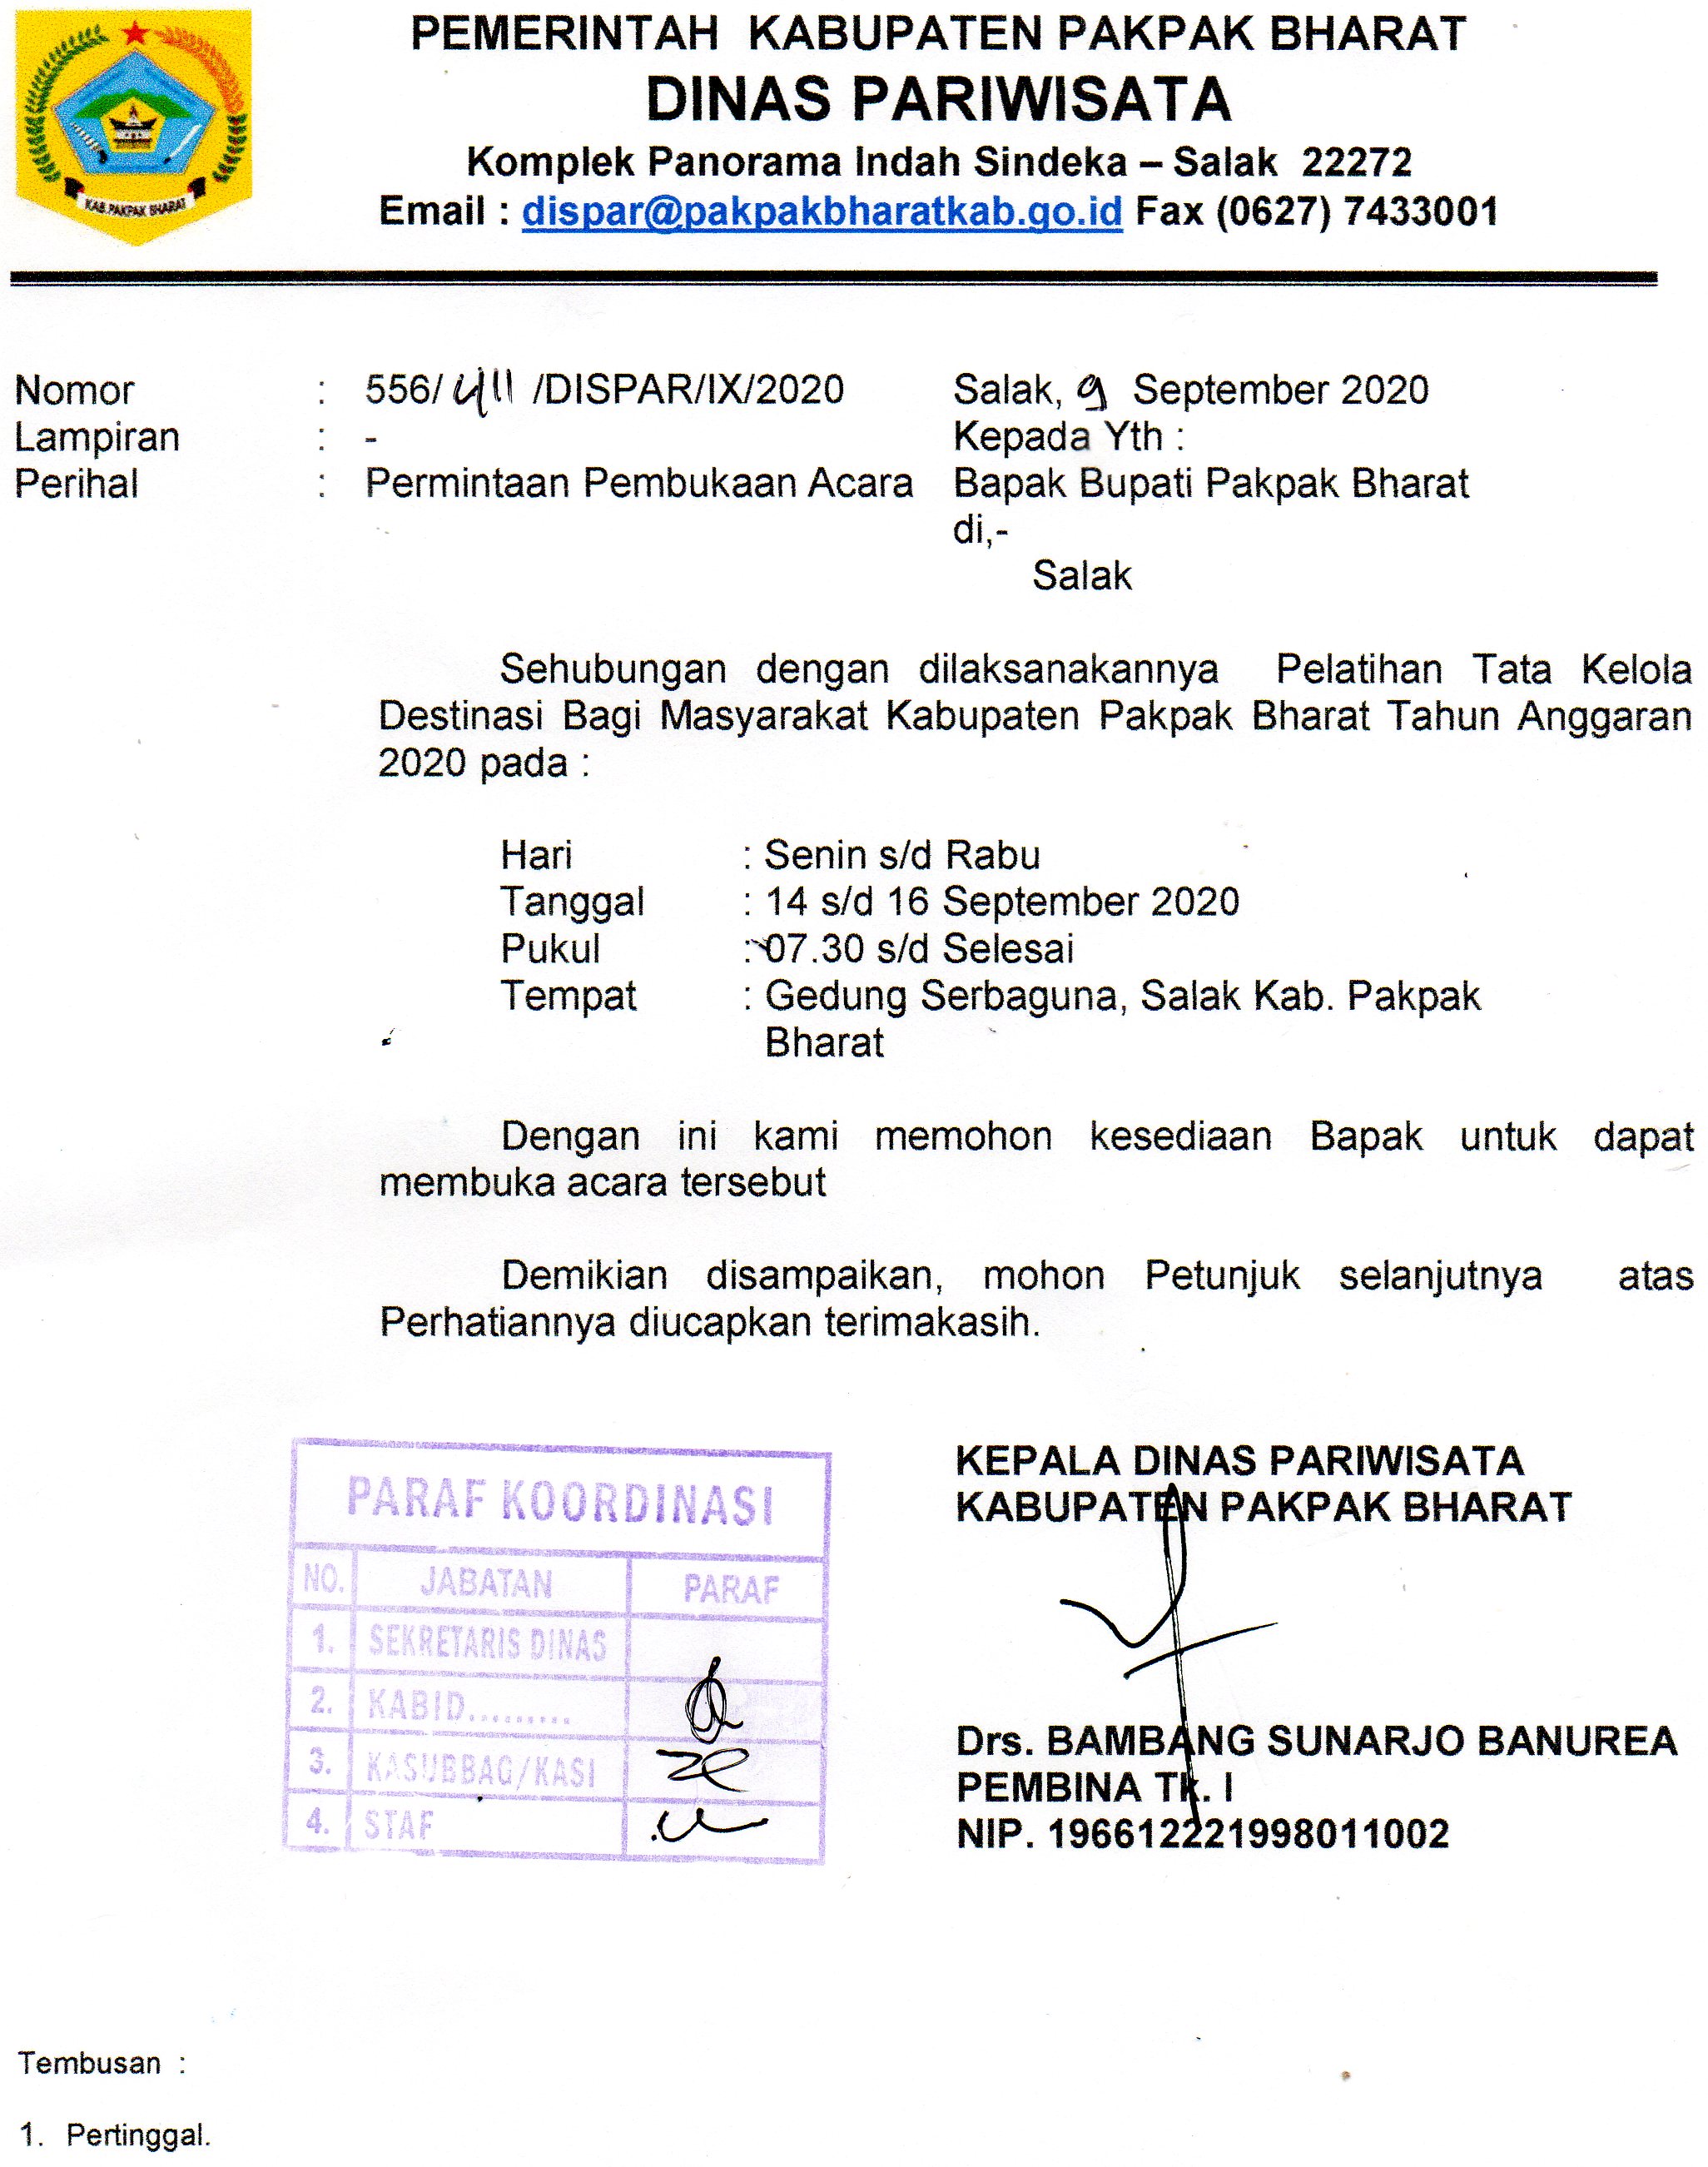 KAB.PAKPAK BHARAT
PEMERINTAH KABUPATEN PAKPAK BHARAT
DINAS PARIWISATA
Komplek Panorama Indah Sindeka – Salak 22272
Email : dispar@pakpakbharatkab.go.id Fax (0627) 7433001
Nomor : 556/ 411 /DISPAR/IX/2020
Lampiran : -
Perihal : Permintaan Pembukaan Acara
Salak, 9 September 2020
Kepada Yth :
Bapak Bupati Pakpak Bharat
di,-
Salak
Sehubungan dengan dilaksanakannya Pelatihan Tata Kelola
Destinasi Bagi Masyarakat Kabupaten Pakpak Bharat Tahun Anggaran
2020 pada :
Hari : Senin s/d Rabu
Tanggal : 14 s/d 16 September 2020
Pukul : 07.30 s/d Selesai
Tempat : Gedung Serbaguna, Salak Kab. Pakpak
Bharat
Dengan ini kami memohon kesediaan Bapak untuk dapat
membuka acara tersebut
Demikian disampaikan, mohon Petunjuk selanjutnya atas
Perhatiannya diucapkan terimakasih.
PARAF KOORDINASI
NO. JABATAN PARAF
1. SEKRETARIS DINAS
2. KABID.........
3. KASUBBAG/KASI
4. STAF
KEPALA DINAS PARIWISATA
KABUPATEN PAKPAK BHARAT
Drs. BAMBANG SUNARJO BANUREA
PEMBINA Tk. I
NIP. 196612221998011002
Tembusan :
1. Pertinggal.